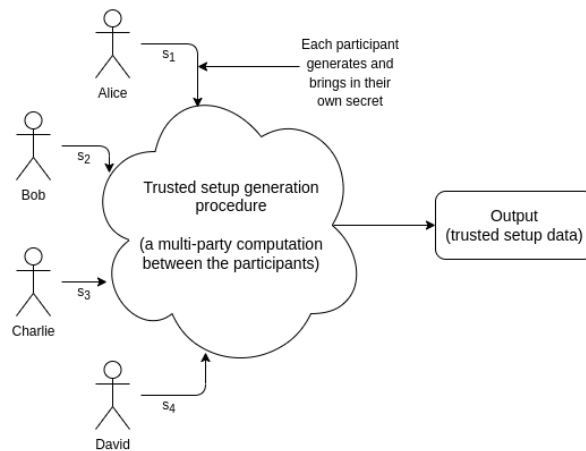 s1
Alice
Each participant
generates and
brings in their
own secret
s2
Bob
Trusted setup generation
procedure
(a multi-party computation
between the participants)
Output
(trusted setup data)
s3
Charlie
s4
David